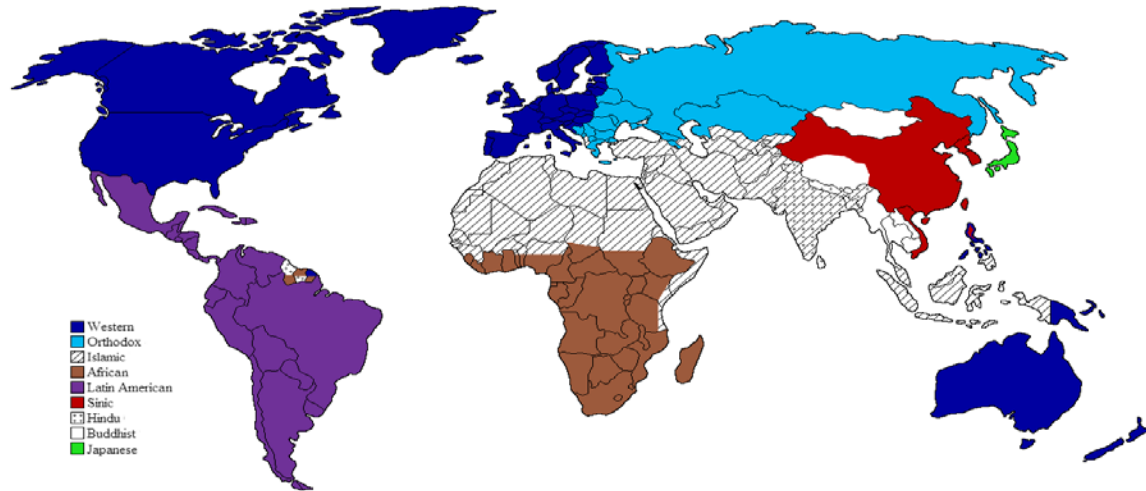 Western
Orthodox
Islamic
African
Latin American
Sinic
Hindu
Buddhist
Japanese